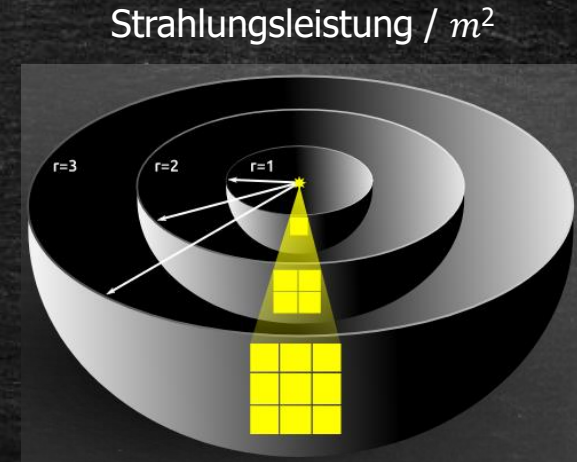 Strahlungsleistung / m²
r=3 r=2 r=1